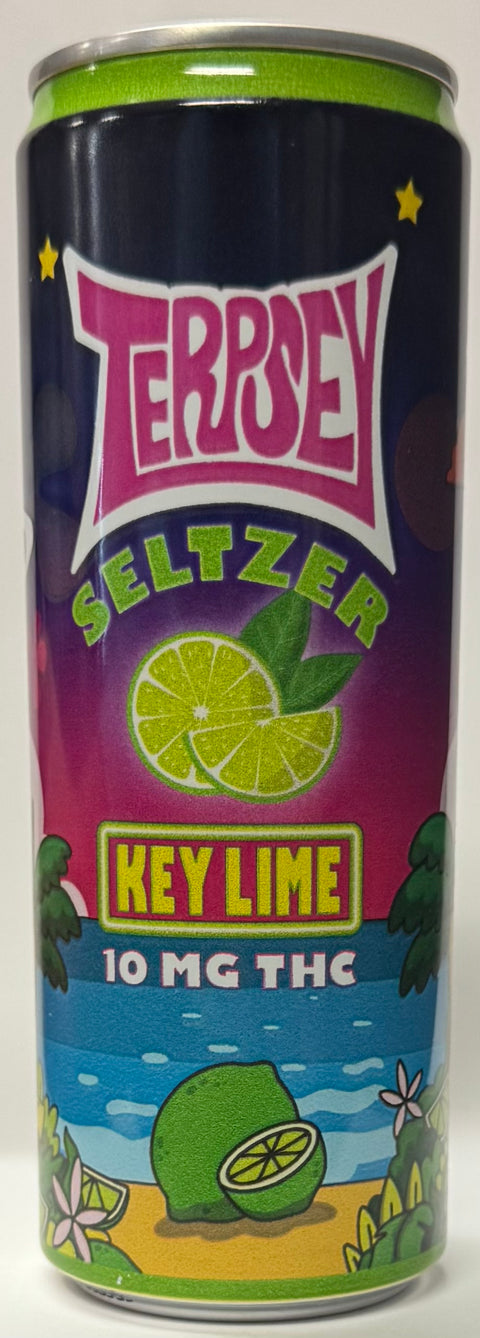 TERPSEY
SELTZER
KEY LIME
10 MG THC